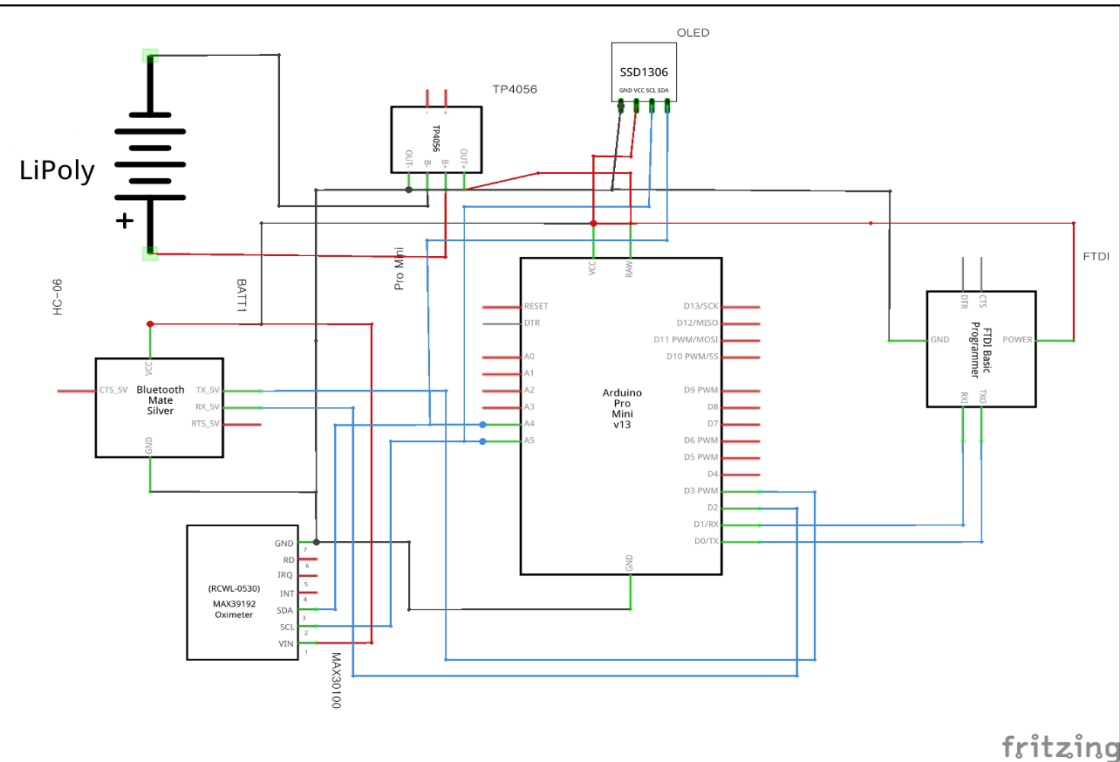 OLED
SSD1306
GND VCC SCL SDA
TP4056
TP4056
OUT-
B-
B+
OUT+
-
+
LiPoly
+
HC-06
BATT1
Pro Mini
FTDI
VCC
RAW
RESET
DTR
A0
A1
A2
A3
A4
A5
Arduino
Pro
Mini
v13
D13/SCK
D12/MISO
D11 PWM/MOSI
D10 PWM/SS
D9 PWM
D8
D7
D6 PWM
D5 PWM
D4
D3 PWM
D2
D1/RX
D0/TX
GND
DTR
CTS
GND
FTDI Basic
Programmer
POWER
RXI
TXO
VCC
CTS_5V
Bluetooth
Mate
Silver
TX_5V
RX_5V
RTS_5V
GND
(RCWL-0530)
MAX39192
Oximeter
GND
7
RD
6
IRQ
5
INT
4
SDA
3
SCL
2
VIN
1
MAX30100
fritzing